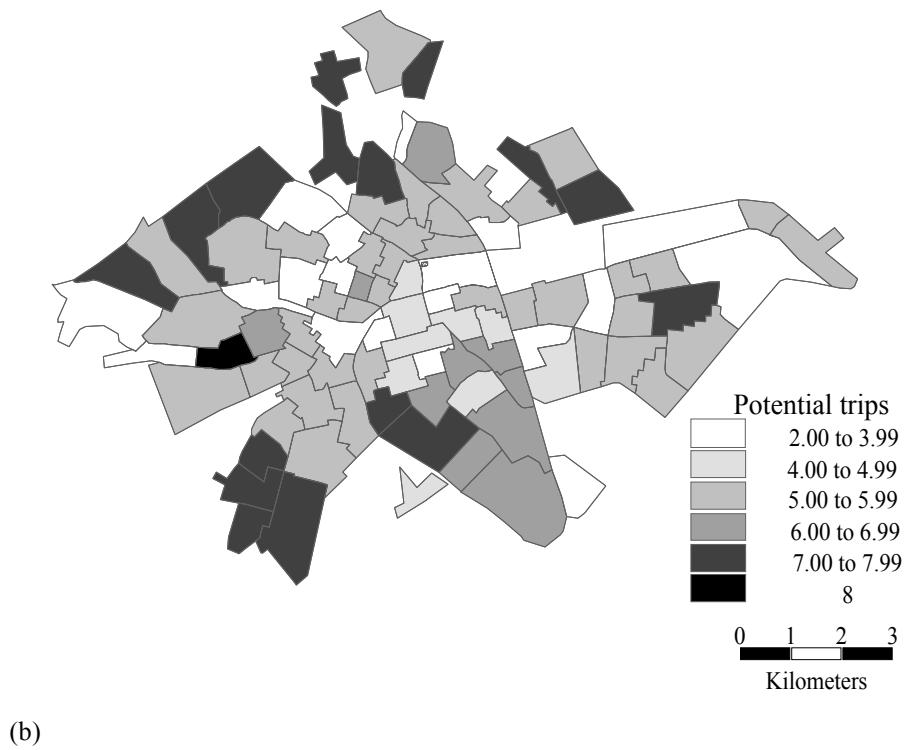 Potential trips
2.00 to 3.99
4.00 to 4.99
5.00 to 5.99
6.00 to 6.99
7.00 to 7.99
8
0 1 2 3
Kilometers
(b)